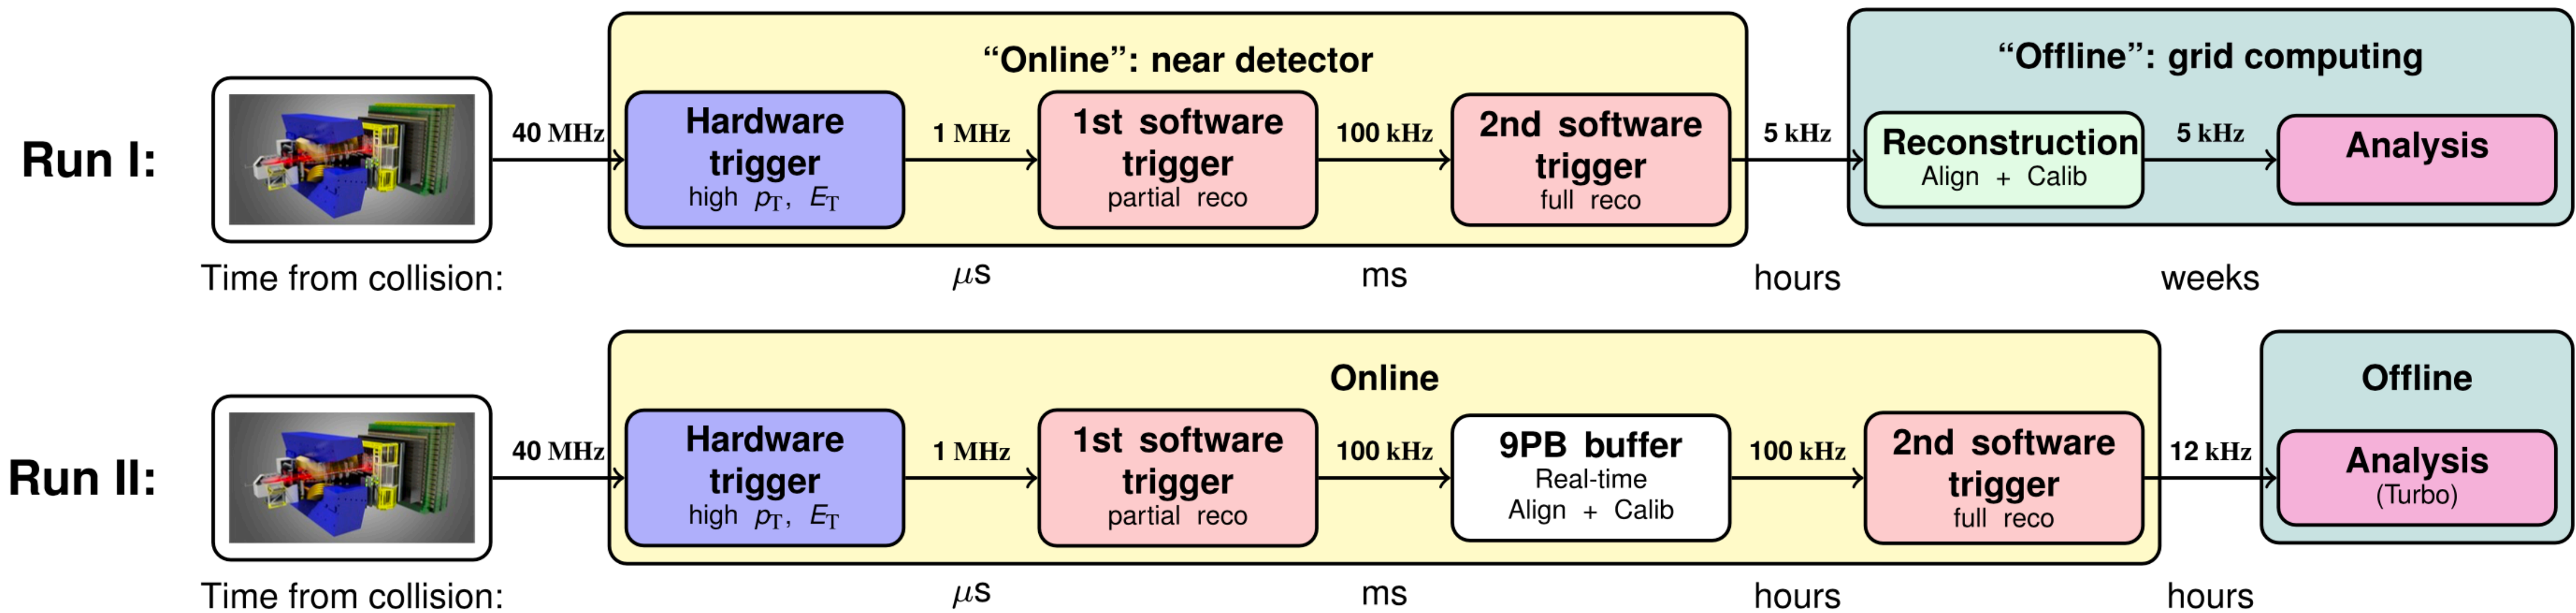 Run I:
40 MHz
“Online”: near detector
Hardware
trigger
high pT, ET
1 MHz
1st software
trigger
partial reco
100 kHz
2nd software
trigger
full reco
5 kHz
“Offline”: grid computing
Reconstruction
Align + Calib
5 kHz
Analysis
Time from collision:
μs
ms
hours
weeks
Run II:
40 MHz
Online
Hardware
trigger
high pT, ET
1 MHz
1st software
trigger
partial reco
100 kHz
9PB buffer
Real-time
Align + Calib
100 kHz
2nd software
trigger
full reco
12 kHz
Offline
Analysis
(Turbo)
Time from collision:
μs
ms
hours
hours